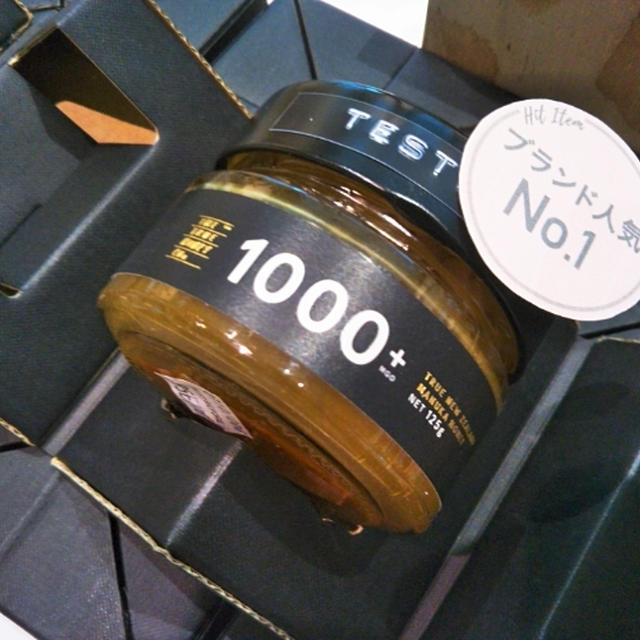 Hit Item
ブランド人気
No.1
TEST
1000+
MGO
TRUE NEW
MANUKA HONEY
NET 125g